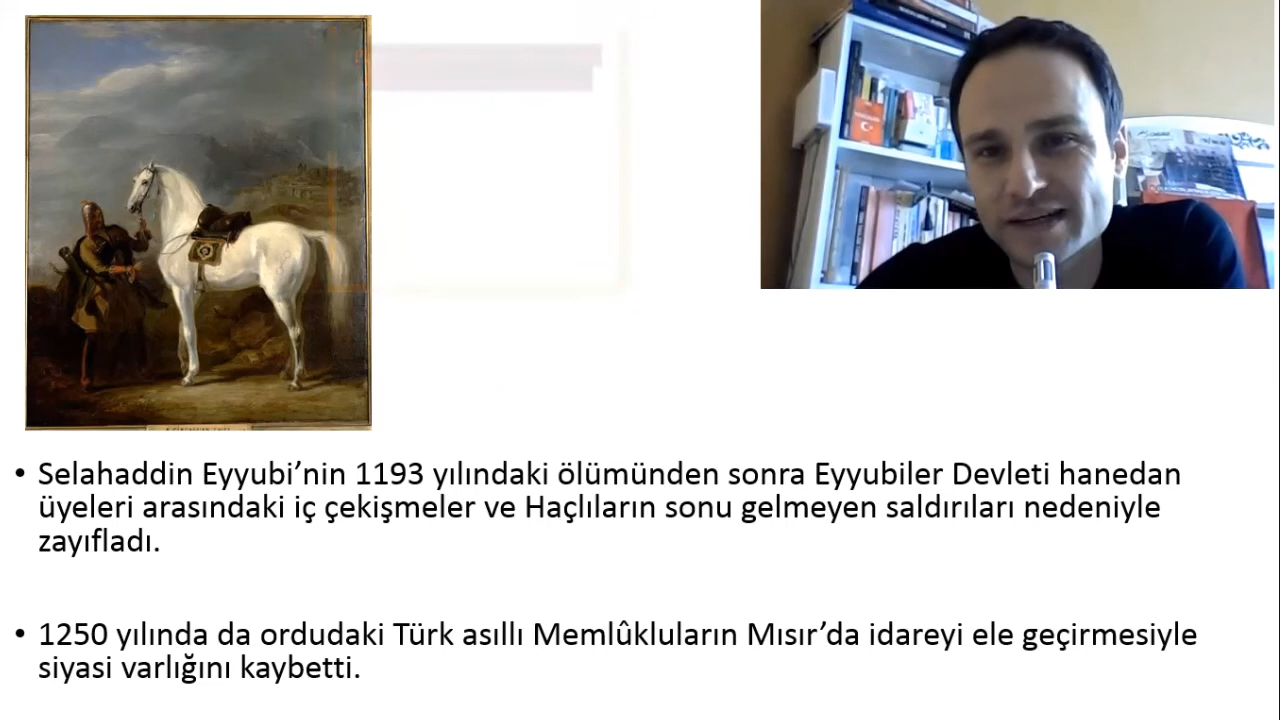 • Selahaddin Eyyubi’nin 1193 yılındaki ölümünden sonra Eyyubiler Devleti hanedan
üyeleri arasındaki iç çekişmeler ve Haçlıların sonu gelmeyen saldırıları nedeniyle
zayıfladı.
• 1250 yılında da ordudaki Türk asıllı Memlûkluların Mısır’da idareyi ele geçirmesiyle
siyasi varlığını kaybetti.